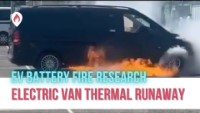 EV BATTERY FIRE RESEARCH
ELECTRIC VAN THERMAL RUNAWAY